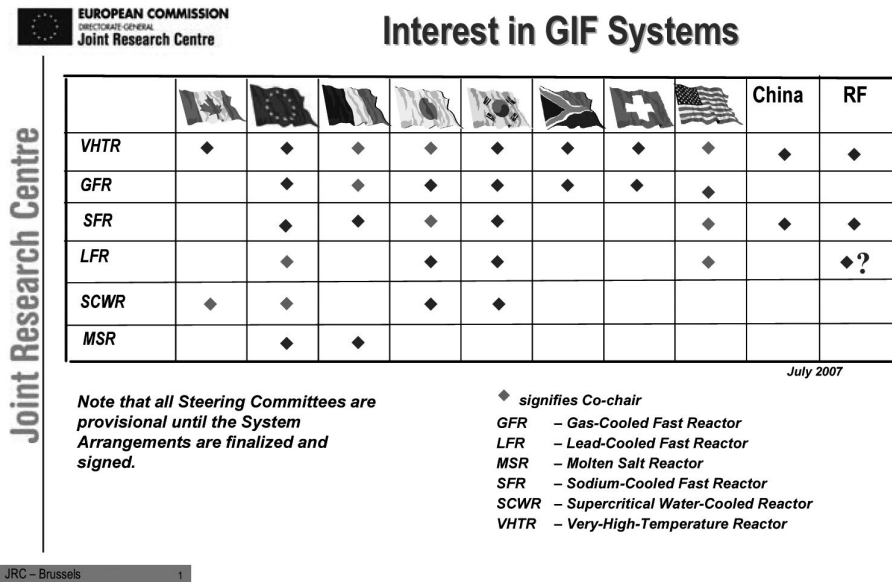 EUROPEAN COMMISSION
DIRECTORATE-GENERAL
Joint Research Centre
Interest in GIF Systems
Joint Research Centre
China RF
VHTR
GFR
SFR
LFR ?
SCWR
MSR
July 2007
Note that all Steering Committees are
provisional until the System
Arrangements are finalized and
signed.
signifies Co-chair
GFR – Gas-Cooled Fast Reactor
LFR – Lead-Cooled Fast Reactor
MSR – Molten Salt Reactor
SFR – Sodium-Cooled Fast Reactor
SCWR – Supercritical Water-Cooled Reactor
VHTR – Very-High-Temperature Reactor
JRC – Brussels 1